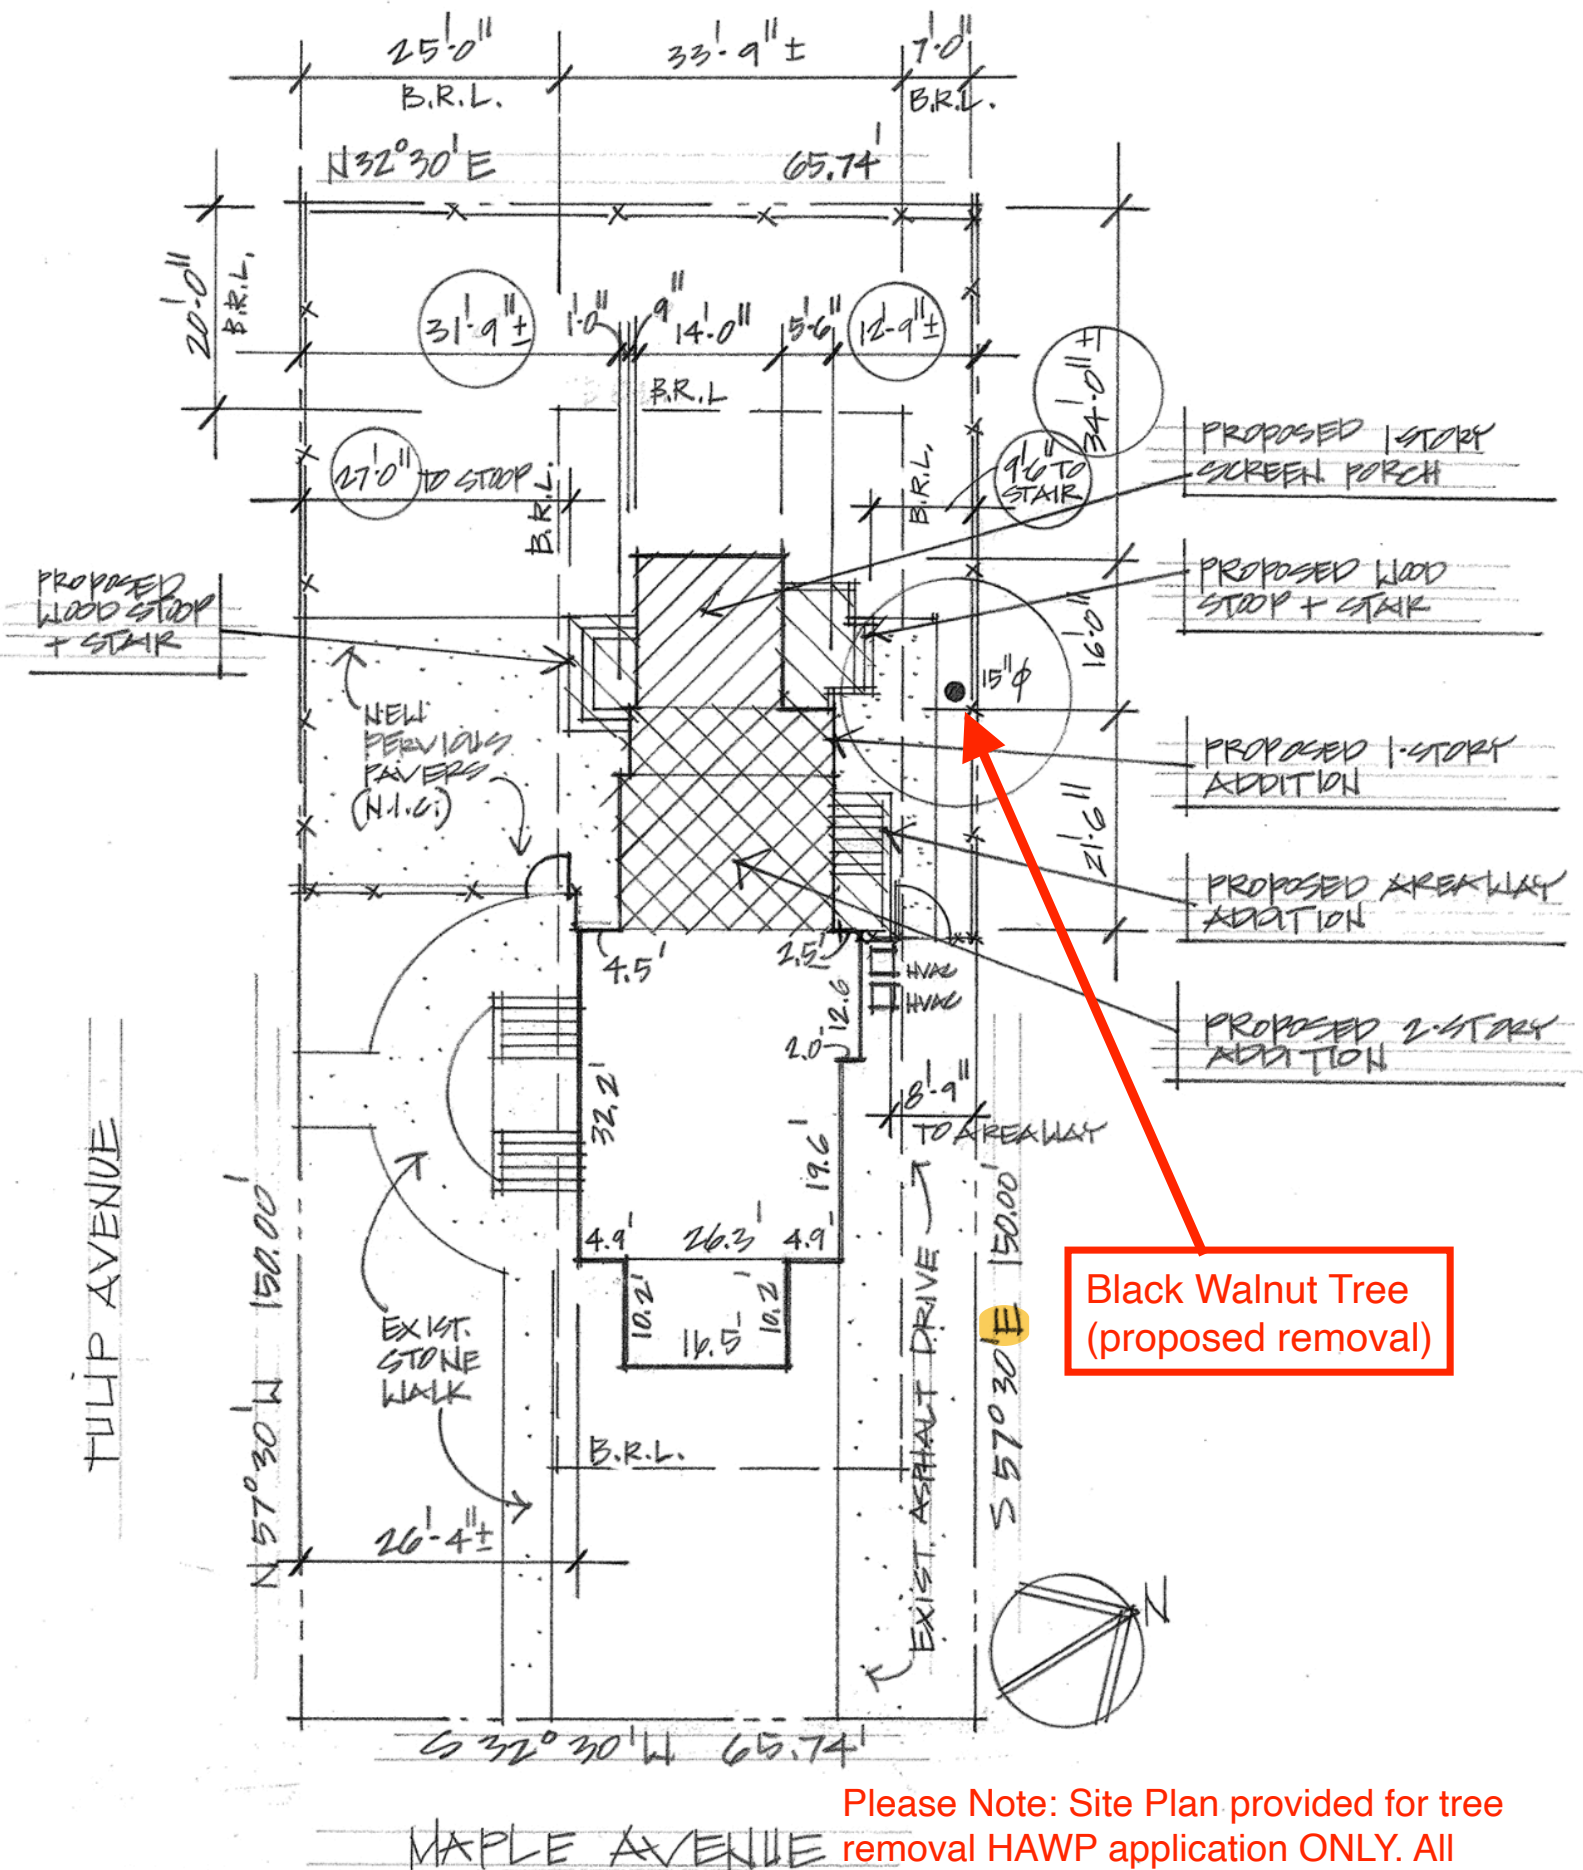 25'-0"
33'-9" ±
7'-0"
B.R.L.
B.R.L.
N 32° 30' E
65.74'
20'-0"
B.R.L.
31'-9" ±
1'-0"
9"
14'-0"
5'-6"
12'-9" ±
34'-0" ±
B.R.L
27'-0" TO STOOP
B.R.L.
B.R.L.
9'-6" TO
STAIR
PROPOSED 1-STORY
SCREEN PORCH
PROPOSED WOOD
STOOP + STAIR
PROPOSED
WOOD STOOP
+ STAIR
16'-0"
15" φ
NEW
PERVIOUS
PAVERS
(N.I.C.)
PROPOSED 1-STORY
ADDITION
21'-6"
PROPOSED AREAWAY
ADDITION
4.5'
2.5'
HVAC
HVAC
12.6
2.0'
PROPOSED 2-STORY
ADDITION
32.2'
8'-9"
TO AREAWAY
19.6'
TULIP AVENUE
N 57° 30' W 150.00'
4.9'
26.3'
4.9'
10.2'
16.5'
10.2'
EXIST.
STONE
WALK
EXIST. ASPHALT DRIVE
S 57° 30' E 150.00'
Black Walnut Tree
(proposed removal)
B.R.L.
26'-4" ±
N
S 32° 30' W 65.74'
MAPLE AVENUE
Please Note: Site Plan provided for tree
removal HAWP application ONLY. All